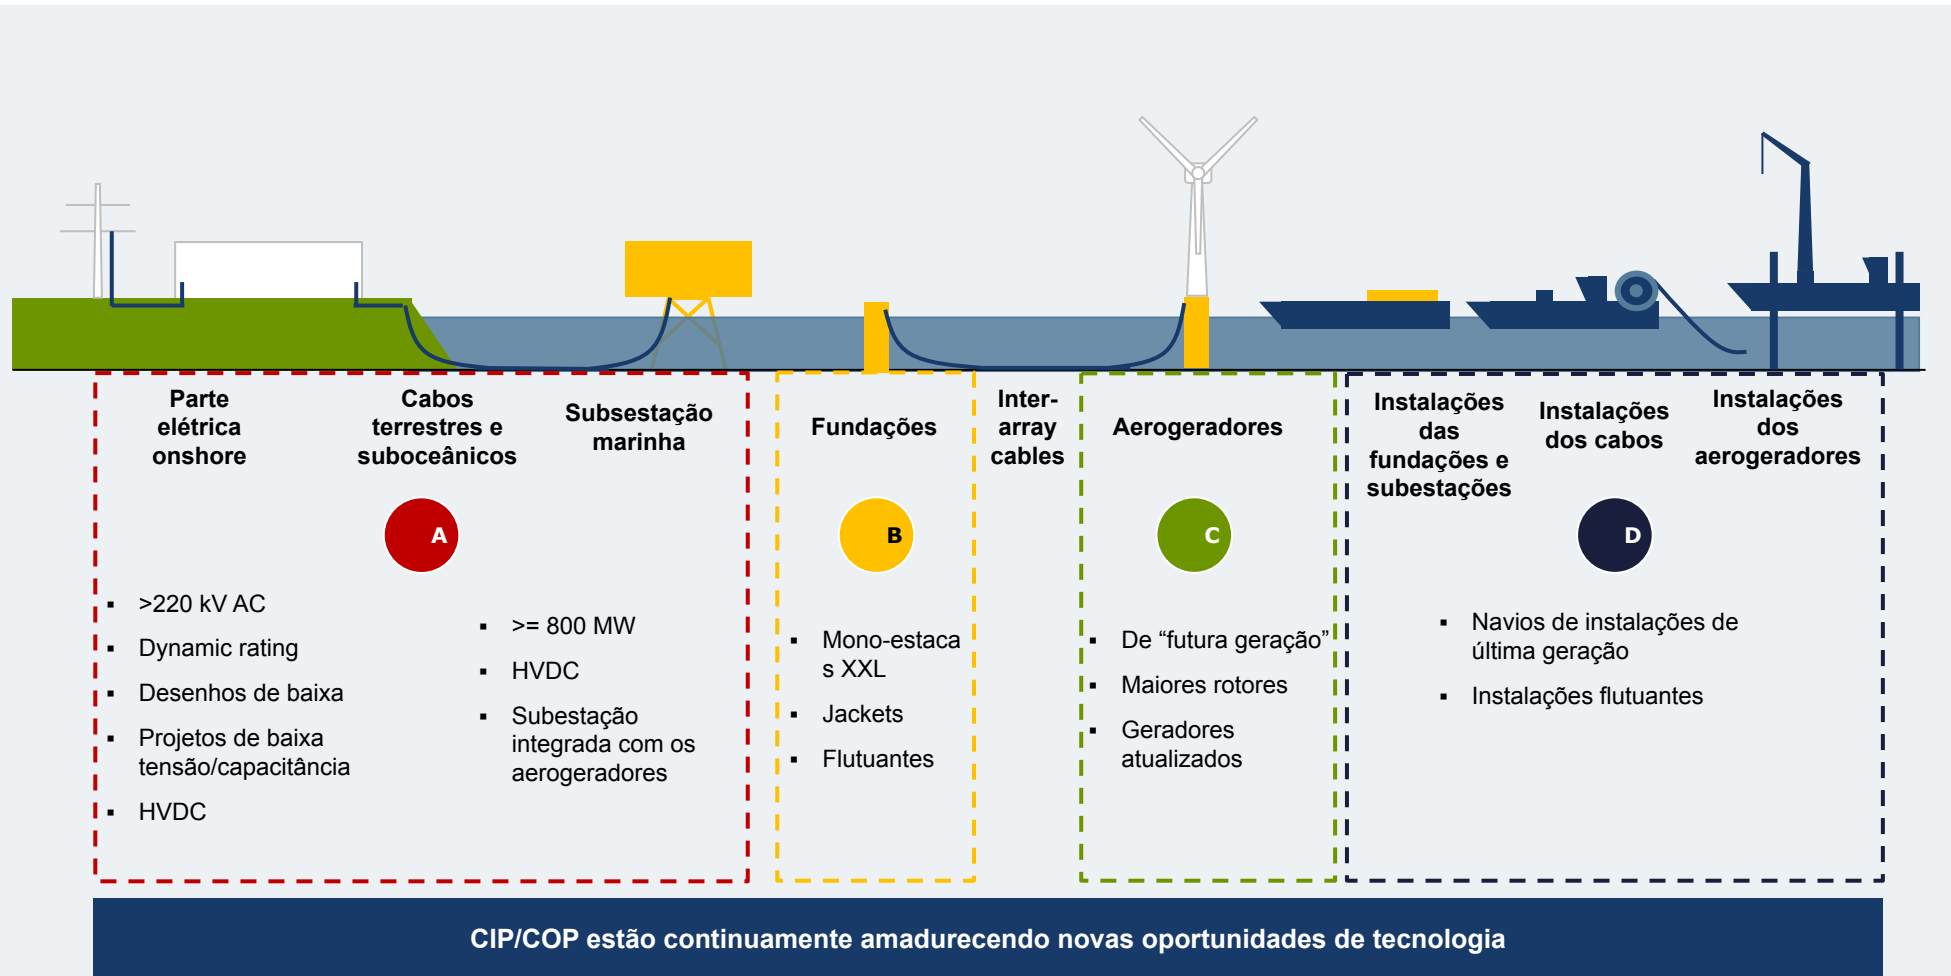 Parte
elétrica
onshore
Cabos
terrestres e
suboceânicos
Subsestação
marinha
Fundações
Inter-
array
cables
Aerogeradores
Instalações
das
fundações e
subestações
Instalações
dos cabos
Instalações
dos
aerogeradores
A
B
C
D
▪ >220 kV AC
▪ Dynamic rating
▪ Desenhos de baixa
▪ Projetos de baixa
tensão/capacitância
▪ HVDC
▪ >= 800 MW
▪ HVDC
▪ Subestação
integrada com os
aerogeradores
▪ Mono-estaca
s XXL
▪ Jackets
▪ Flutuantes
▪ De “futura geração”
▪ Maiores rotores
▪ Geradores
atualizados
▪ Navios de instalações de
última geração
▪ Instalações flutuantes
CIP/COP estão continuamente amadurecendo novas oportunidades de tecnologia